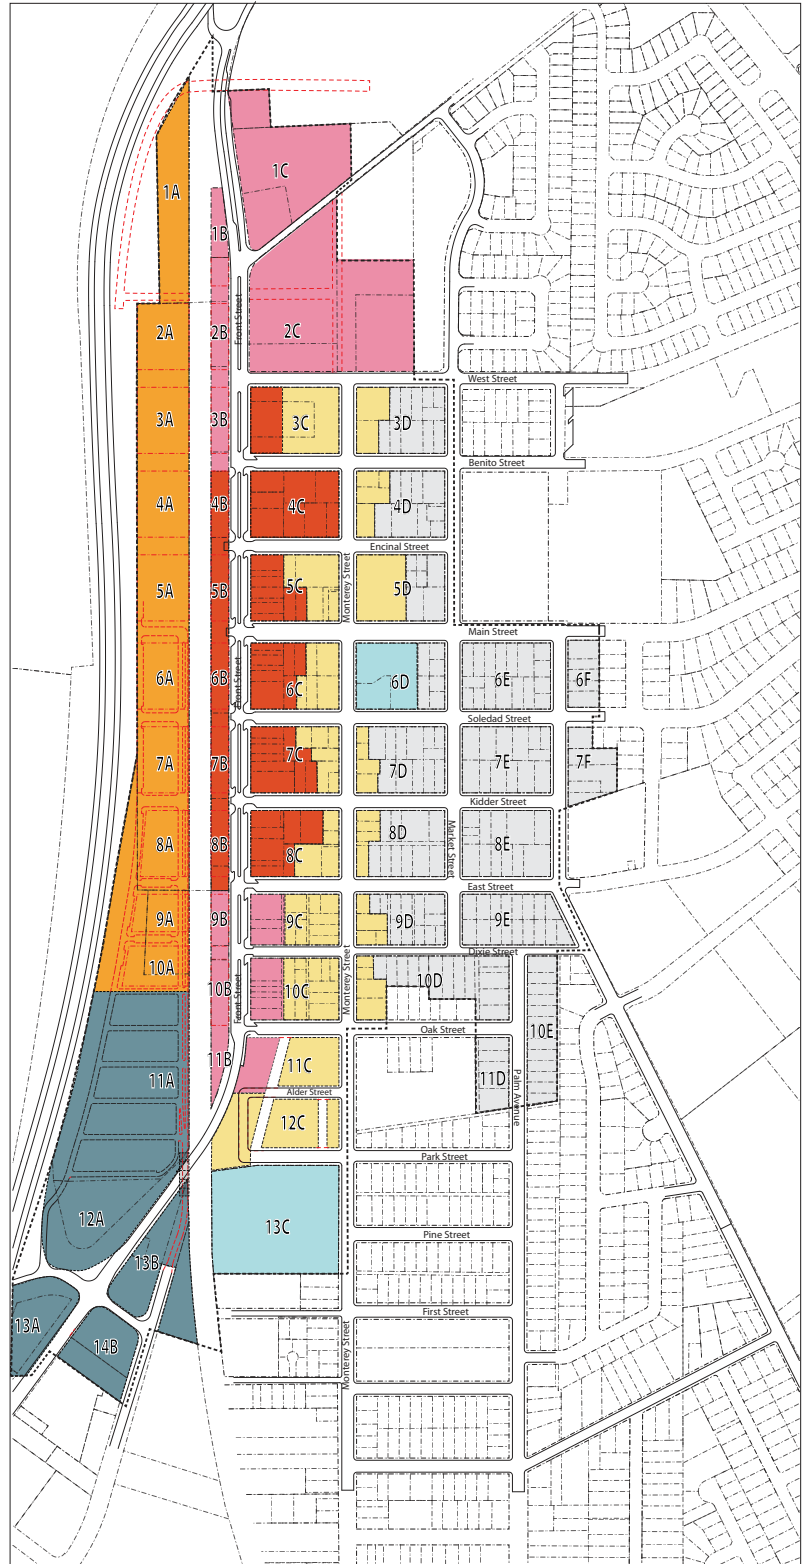 1C
1A
1B
Front Street
2A
2B
2C
West Street
3A
3B
3C
3D
Benito Street
4A
4B
4C
4D
Encinal Street
5A
5B
5C
Monterey Street
5D
Main Street
6A
6B
Front Street
6C
6D
6E
6F
Soledad Street
7A
7B
7C
7D
7E
7F
Kidder Street
8A
8B
8C
8D
Market Street
8E
East Street
9A
9B
9C
9D
9E
Dixie Street
10A
10B
Front Street
10C
Monterey Street
10D
10E
Oak Street
11A
11B
11C
11D
Palm Avenue
Alder Street
12C
Park Street
12A
13C
Pine Street
13B
First Street
13A
14B
Monterey Street